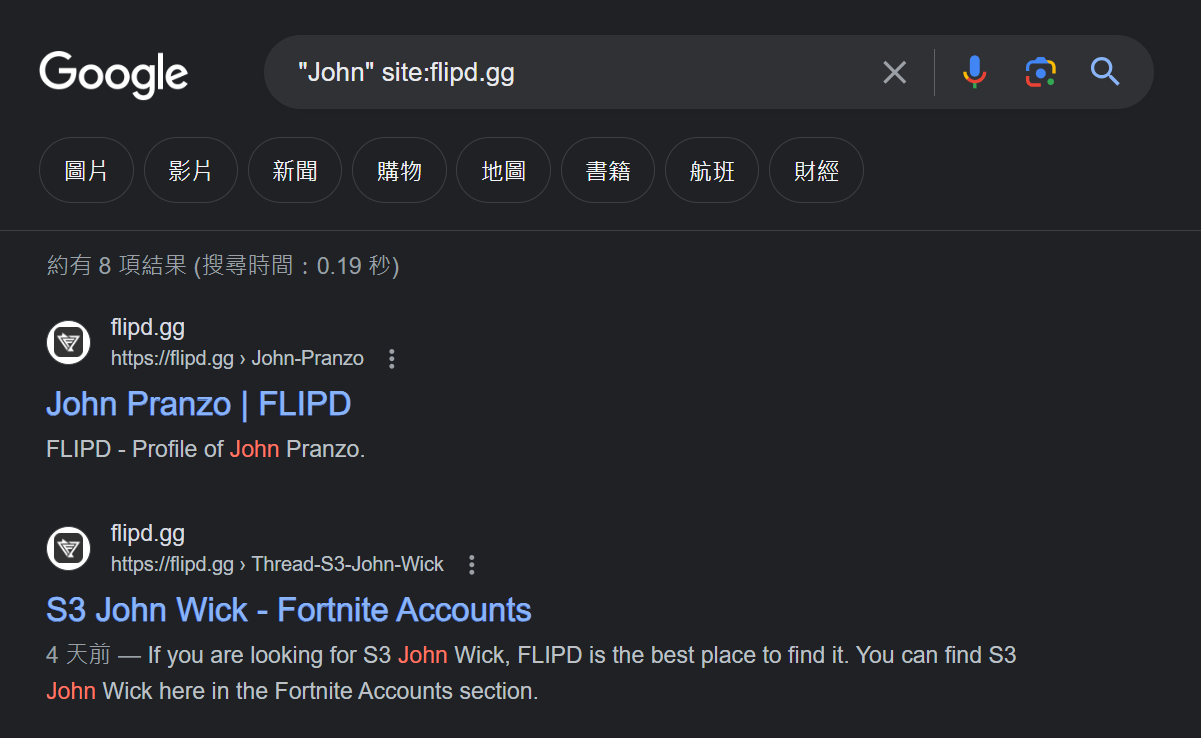 Google
"John" site:flipd.gg
圖片 影片 新聞 購物 地圖 書籍 航班 財經
約有 8 項結果 (搜尋時間：0.19 秒)
flipd.gg
https://flipd.gg › John-Pranzo
John Pranzo | FLIPD
FLIPD - Profile of John Pranzo.
flipd.gg
https://flipd.gg › Thread-S3-John-Wick
S3 John Wick - Fortnite Accounts
4 天前 — If you are looking for S3 John Wick, FLIPD is the best place to find it. You can find S3
John Wick here in the Fortnite Accounts section.